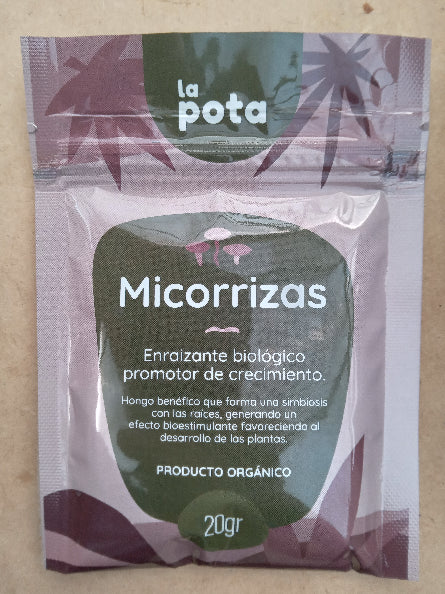 la
pota
Micorrizas
Enraizante biológico
promotor de crecimiento.
Hongo benéfico que forma una simbiosis
con las raíces, generando un
efecto bioestimulante favoreciendo al
desarrollo de las plantas.
PRODUCTO ORGÁNICO
20gr